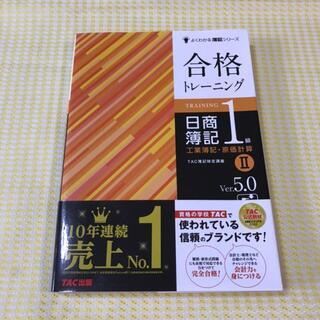 よくわかる簿記シリーズ
合格
トレーニング
TRAINING
日商簿記1級
工業簿記・原価計算
II
TAC簿記検定講座
Ver.5.0
10年連続
売上No.1
TAC出版
資格の学校TACで
使われている
信頼のブランドです!
TAC
完全合格!
会計力を
身につける